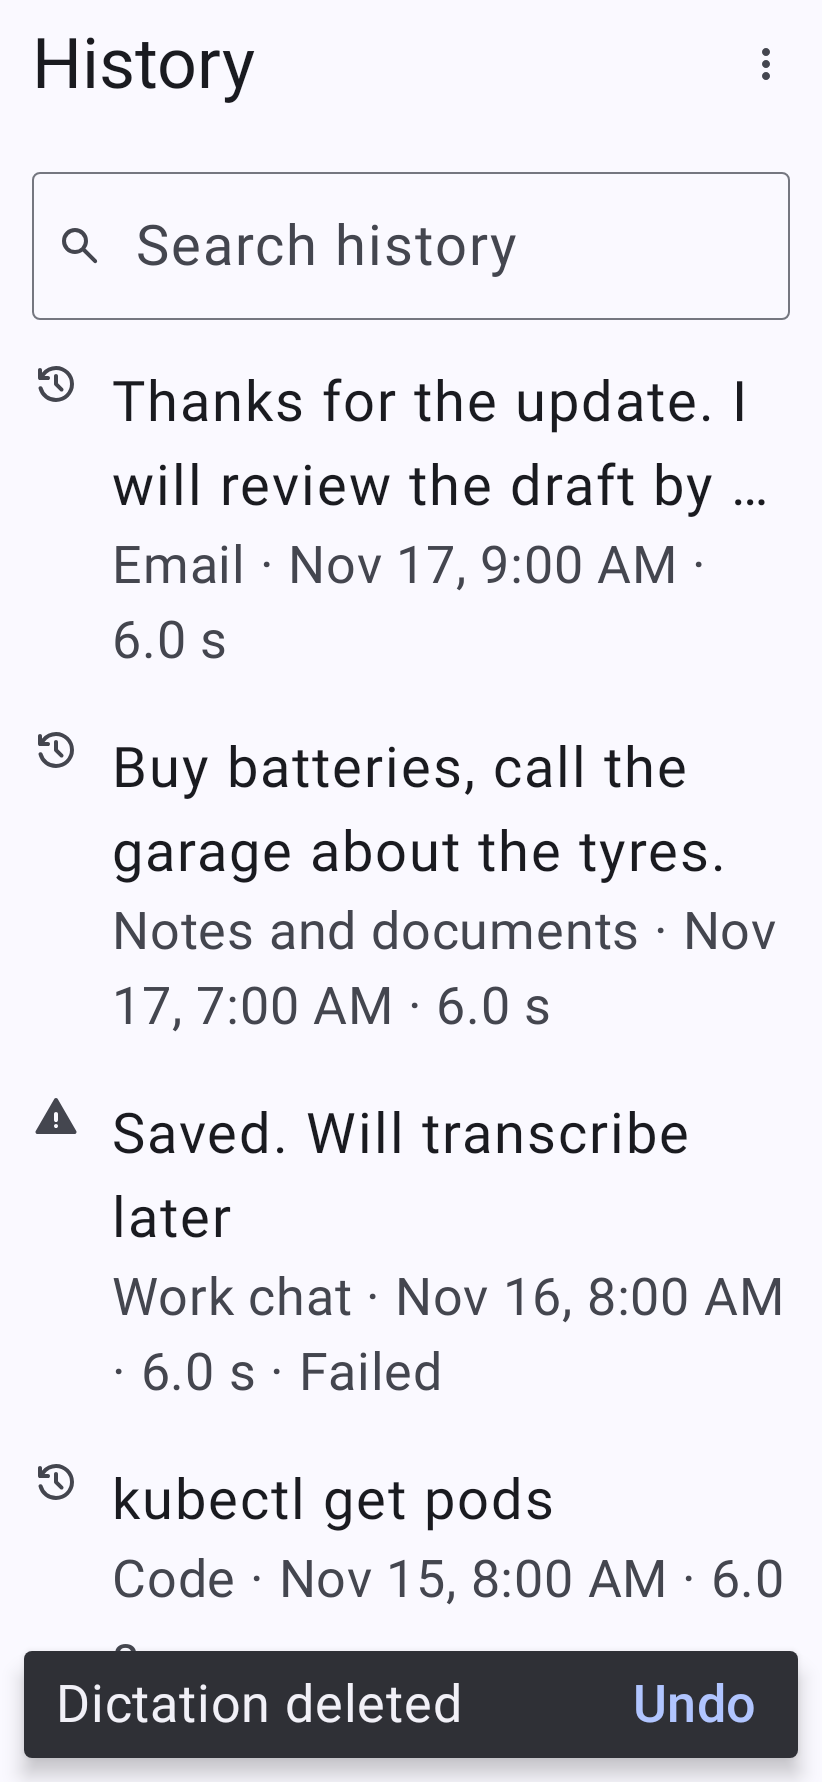 History
Search history
Thanks for the update. I
will review the draft by …
Email · Nov 17, 9:00 AM ·
6.0 s
Buy batteries, call the
garage about the tyres.
Notes and documents · Nov
17, 7:00 AM · 6.0 s
Saved. Will transcribe
later
Work chat · Nov 16, 8:00 AM
· 6.0 s · Failed
kubectl get pods
Code · Nov 15, 8:00 AM · 6.0
Dictation deleted
Undo